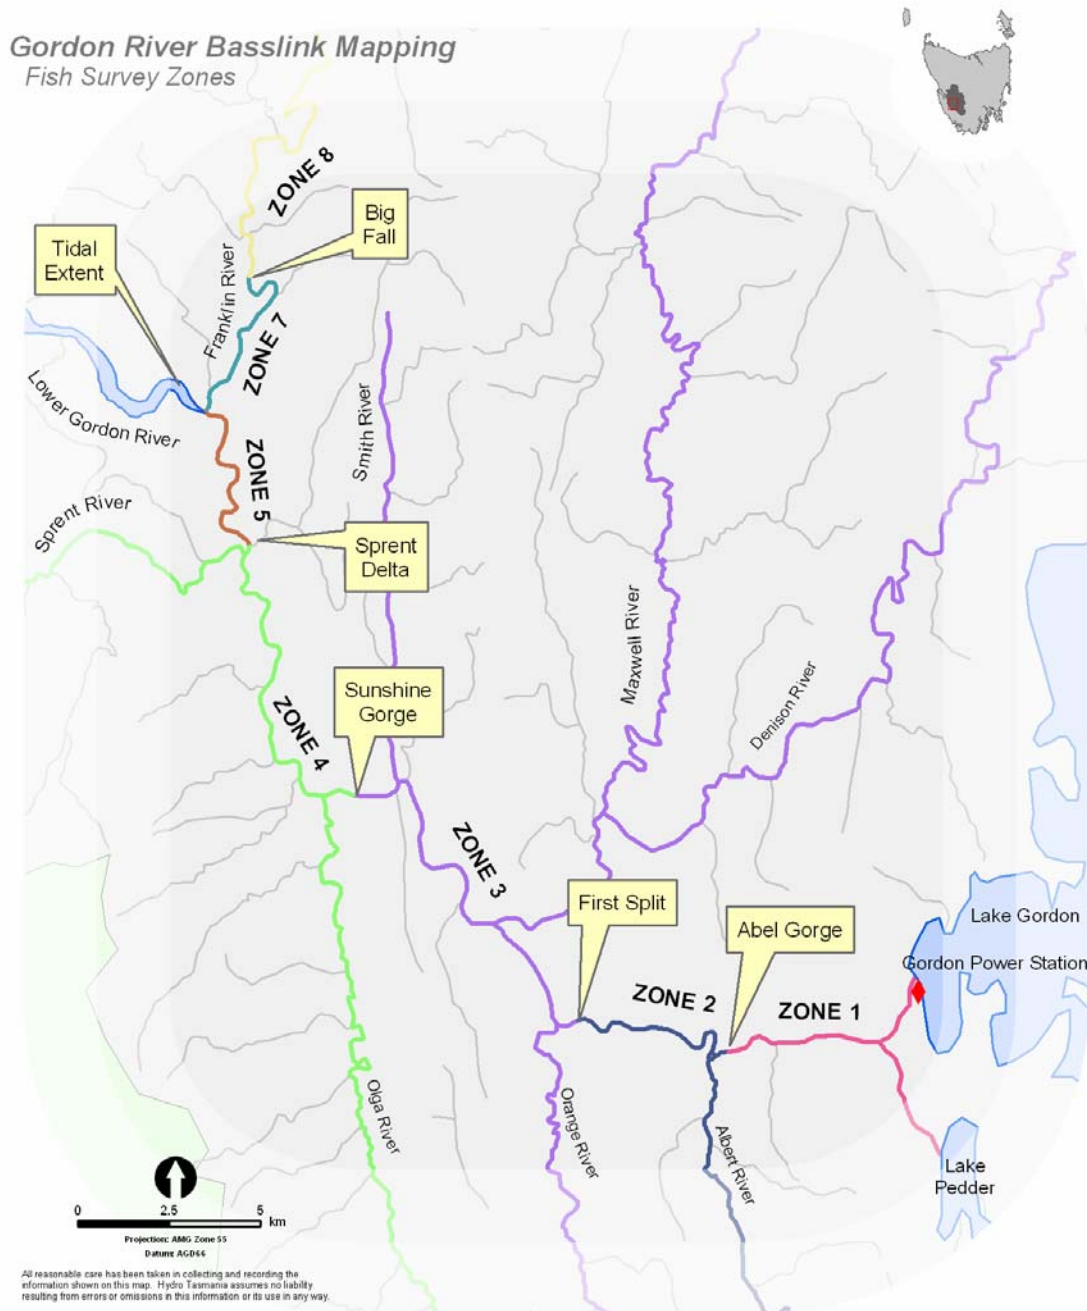 Gordon River Basslink Mapping
Fish Survey Zones
ZONE 8
Big
Fall
Tidal
Extent
Franklin River
ZONE 7
Lower Gordon River
Smith River
ZONE 5
Sprent River
Sprent
Delta
Maxwell River
Sunshine
Gorge
Denison River
ZONE 4
ZONE 3
First Split
Abel Gorge
Lake Gordon
Gordon Power Station
ZONE 2
ZONE 1
Olga River
Orange River
Albert River
Lake
Pedder
0 2.5 5
km
Projection: AMG Zone 55
Datum: AGD66
All reasonable care has been taken in collecting and recording the
information shown on this map. Hydro Tasmania assumes no liability
resulting from errors or omissions in this information or its use in any way.